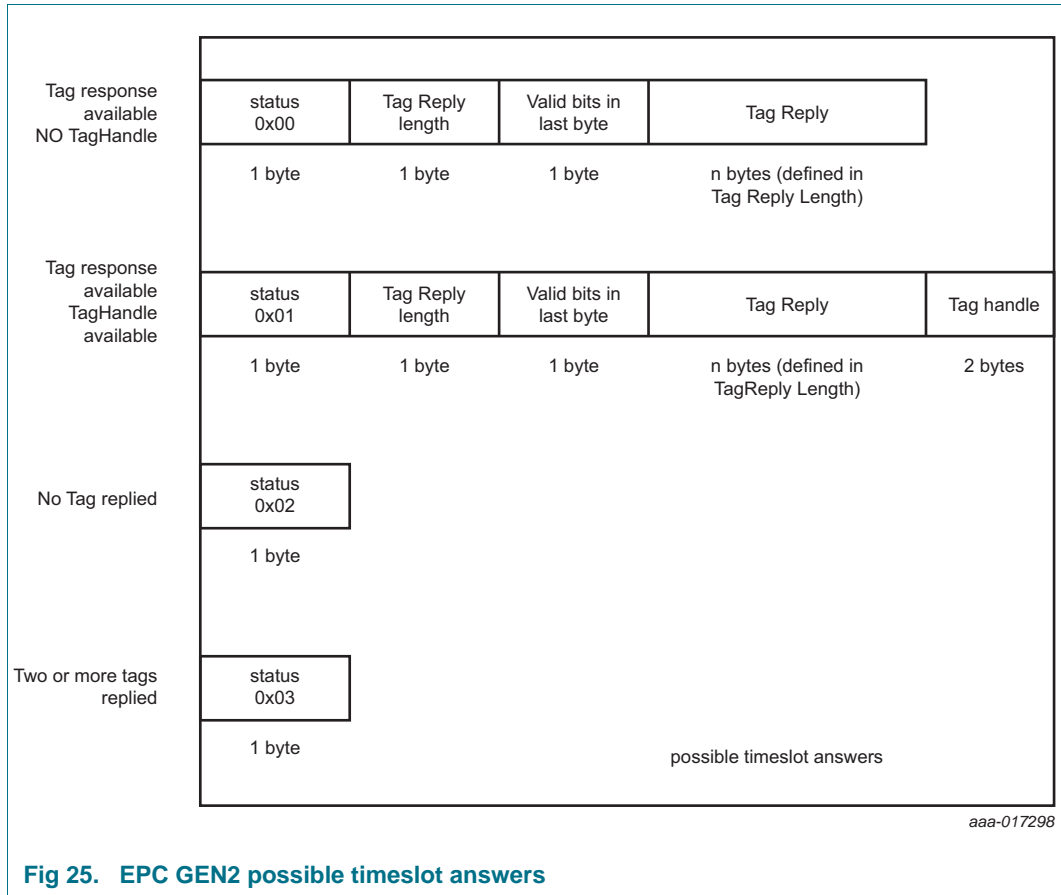 Tag response
available
NO TagHandle
status
0x00
Tag Reply
length
Valid bits in
last byte
Tag Reply
1 byte
1 byte
1 byte
n bytes (defined in
Tag Reply Length)
Tag response
available
TagHandle
available
status
0x01
Tag Reply
length
Valid bits in
last byte
Tag Reply
Tag handle
1 byte
1 byte
1 byte
n bytes (defined in
TagReply Length)
2 bytes
No Tag replied
status
0x02
1 byte
Two or more tags
replied
status
0x03
1 byte
possible timeslot answers
aaa-017298
Fig 25. EPC GEN2 possible timeslot answers